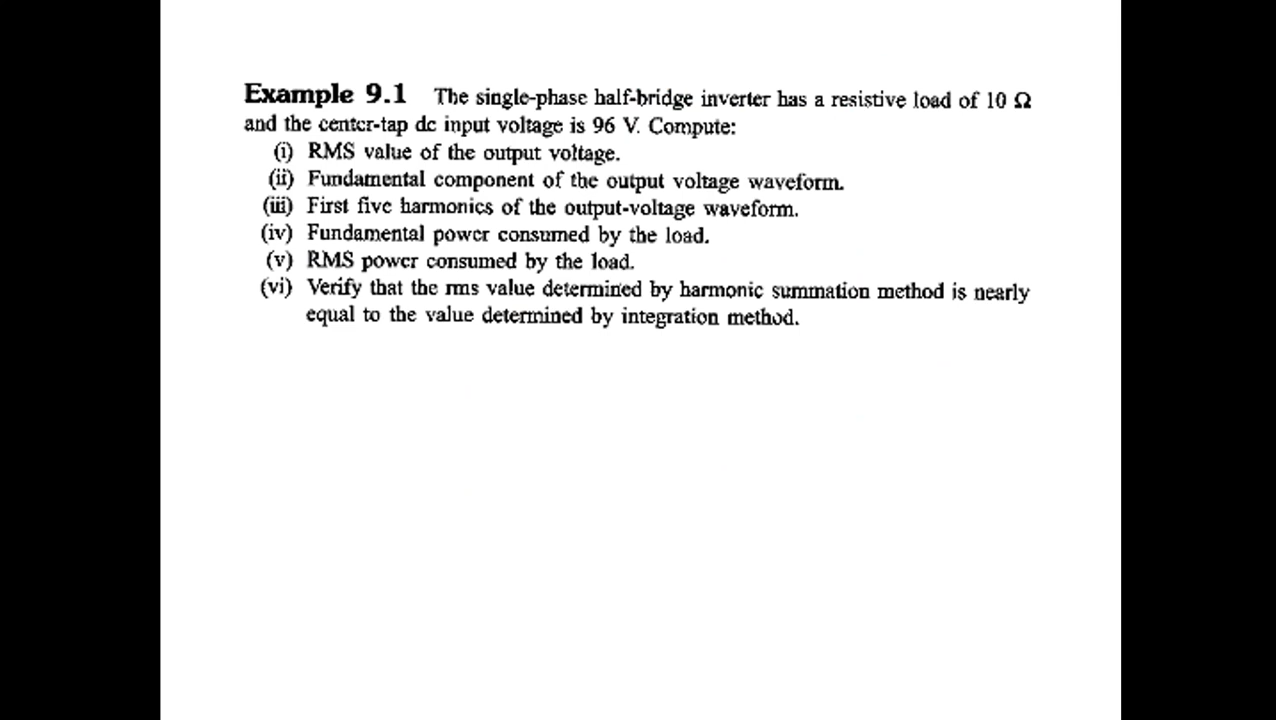 Example 9.1 The single-phase half-bridge inverter has a resistive load of 10 Ω
and the center-tap dc input voltage is 96 V. Compute:
(i) RMS value of the output voltage.
(ii) Fundamental component of the output voltage waveform.
(iii) First five harmonics of the output-voltage waveform.
(iv) Fundamental power consumed by the load.
(v) RMS power consumed by the load.
(vi) Verify that the rms value determined by harmonic summation method is nearly
equal to the value determined by integration method.